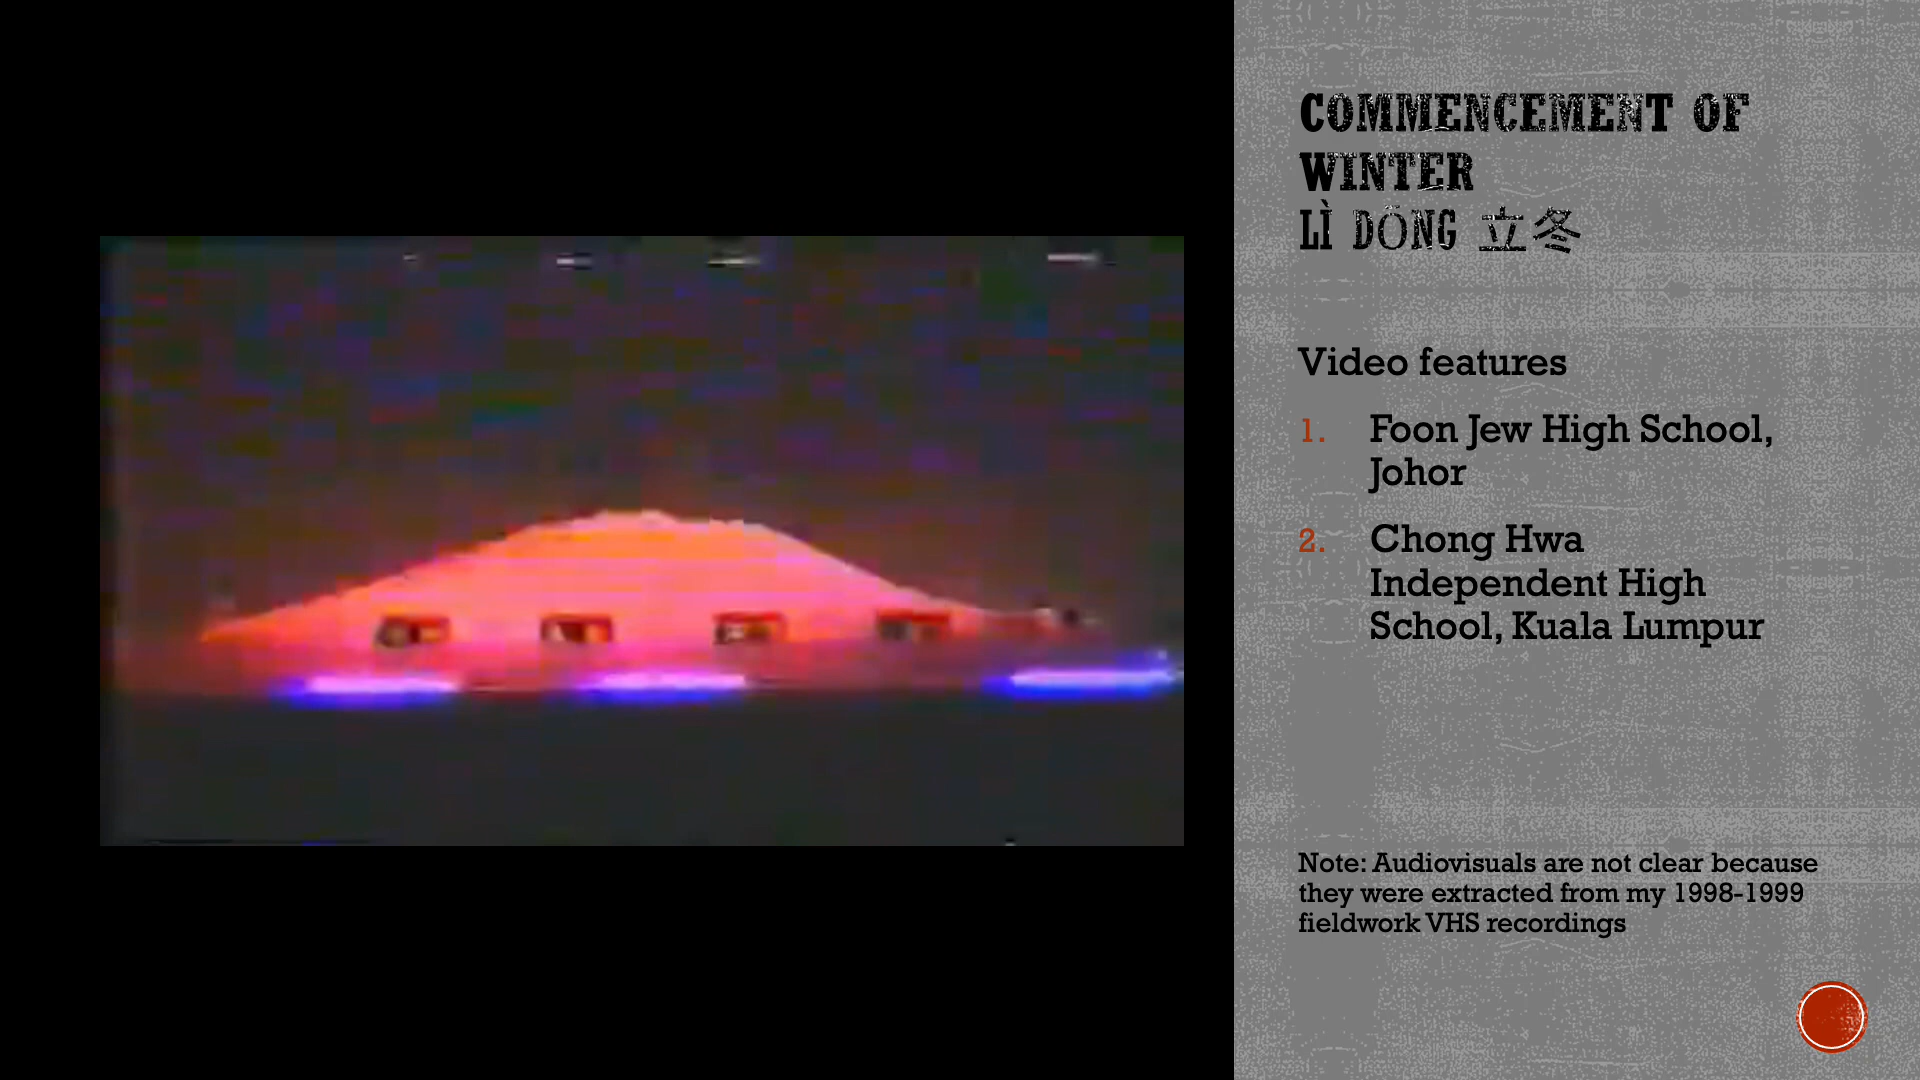 COMMENCEMENT OF
WINTER
LÌ DŌNG 立冬
Video features
1. Foon Jew High School,
Johor
2. Chong Hwa
Independent High
School, Kuala Lumpur
Note: Audiovisuals are not clear because
they were extracted from my 1998-1999
fieldwork VHS recordings